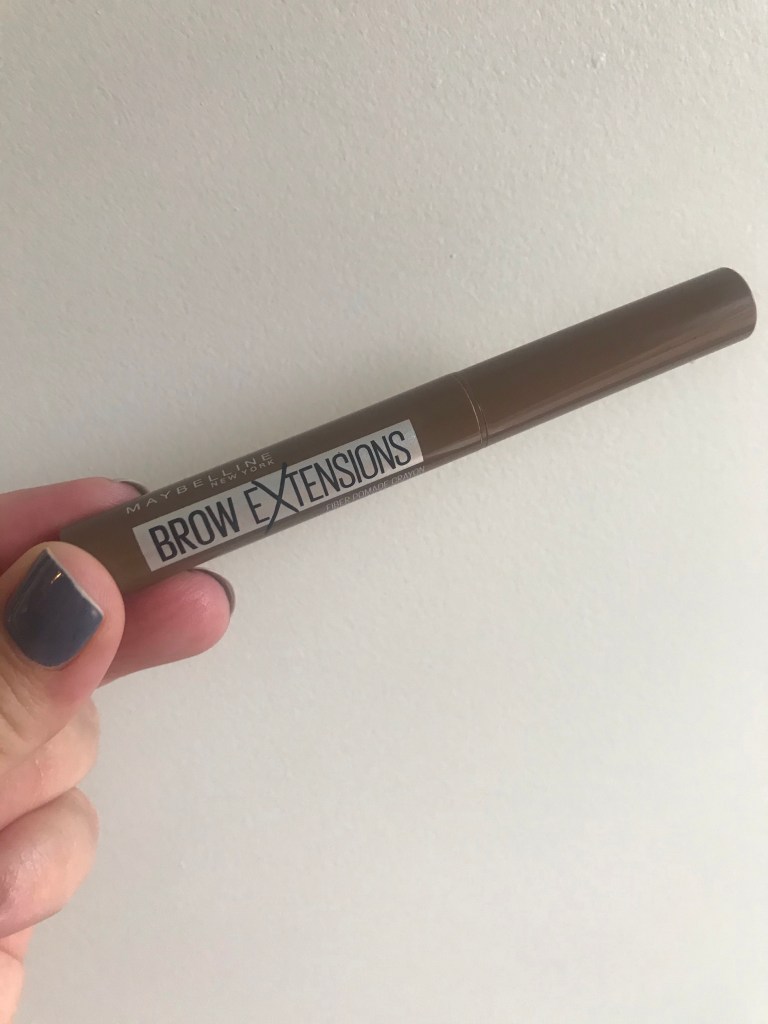 MAYBELLINE
NEW YORK
BROW EXTENSIONS
FIBER POMADE CRAYON